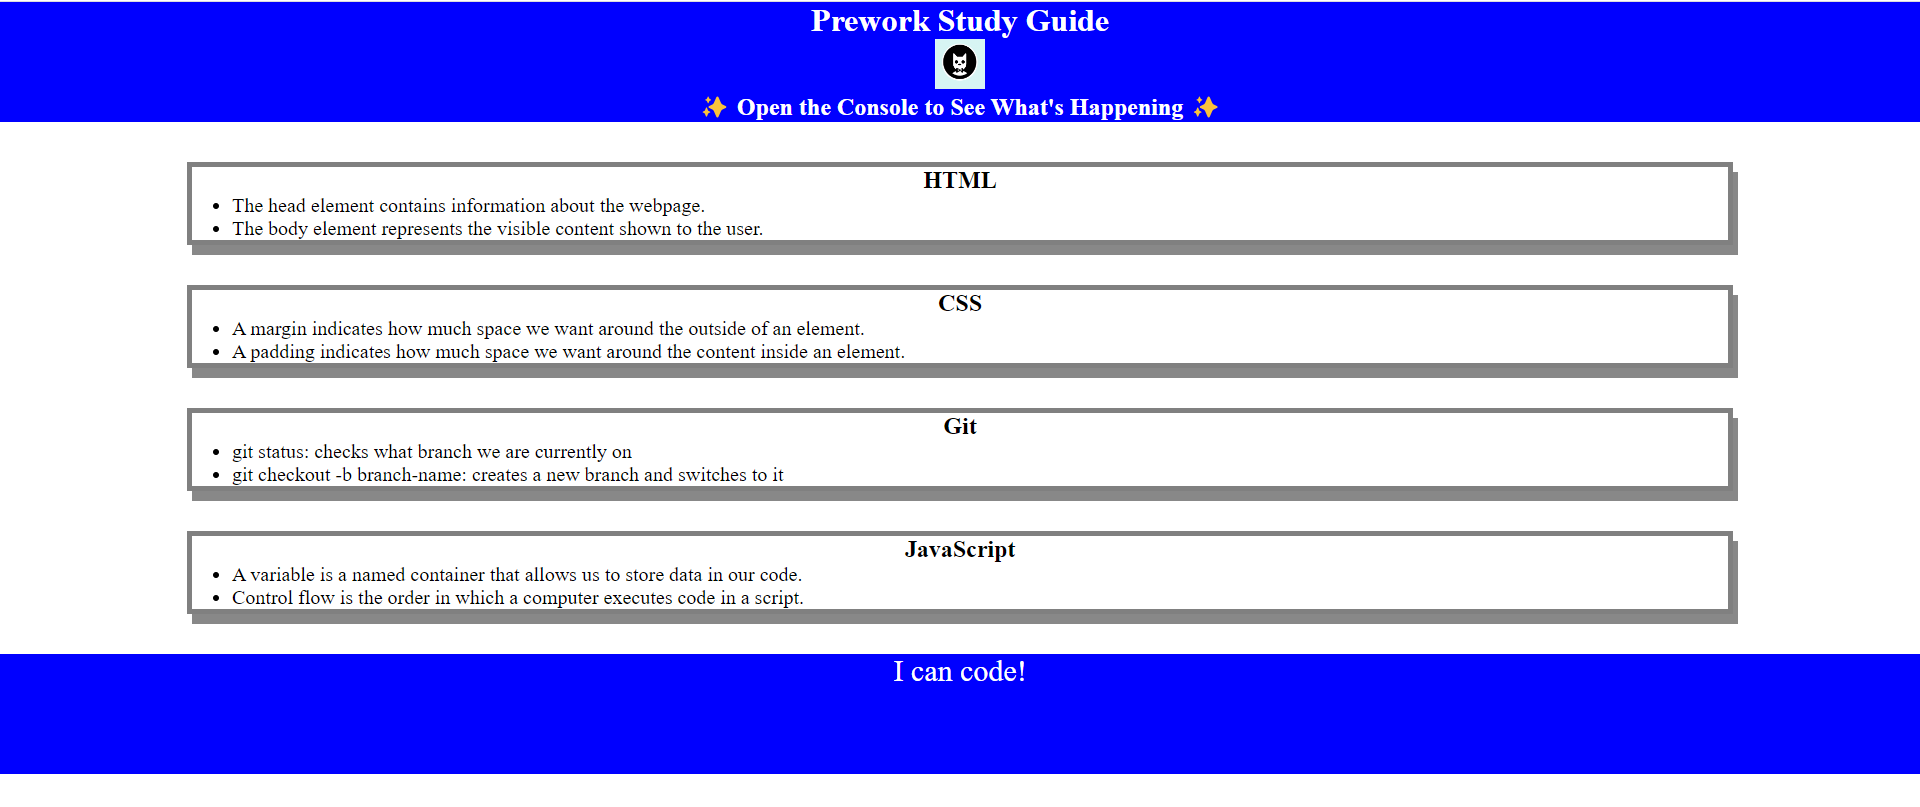 Prework Study Guide
✨ Open the Console to See What's Happening ✨
HTML
• The head element contains information about the webpage.
• The body element represents the visible content shown to the user.
CSS
• A margin indicates how much space we want around the outside of an element.
• A padding indicates how much space we want around the content inside an element.
Git
• git status: checks what branch we are currently on
• git checkout -b branch-name: creates a new branch and switches to it
JavaScript
• A variable is a named container that allows us to store data in our code.
• Control flow is the order in which a computer executes code in a script.
I can code!